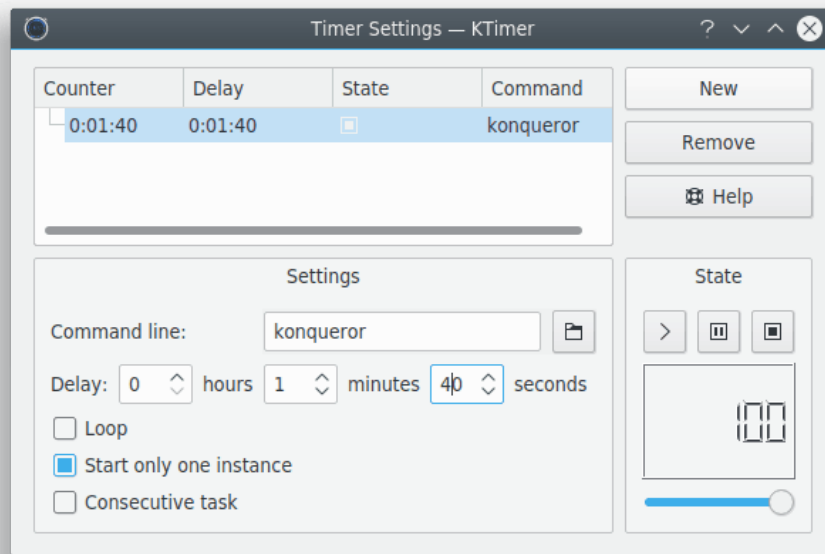 Timer Settings — KTimer
Counter Delay State Command
0:01:40 0:01:40 konqueror
New
Remove
Help
Settings
Command line: konqueror
Delay: 0 hours 1 minutes 40 seconds
Loop
Start only one instance
Consecutive task
State
100